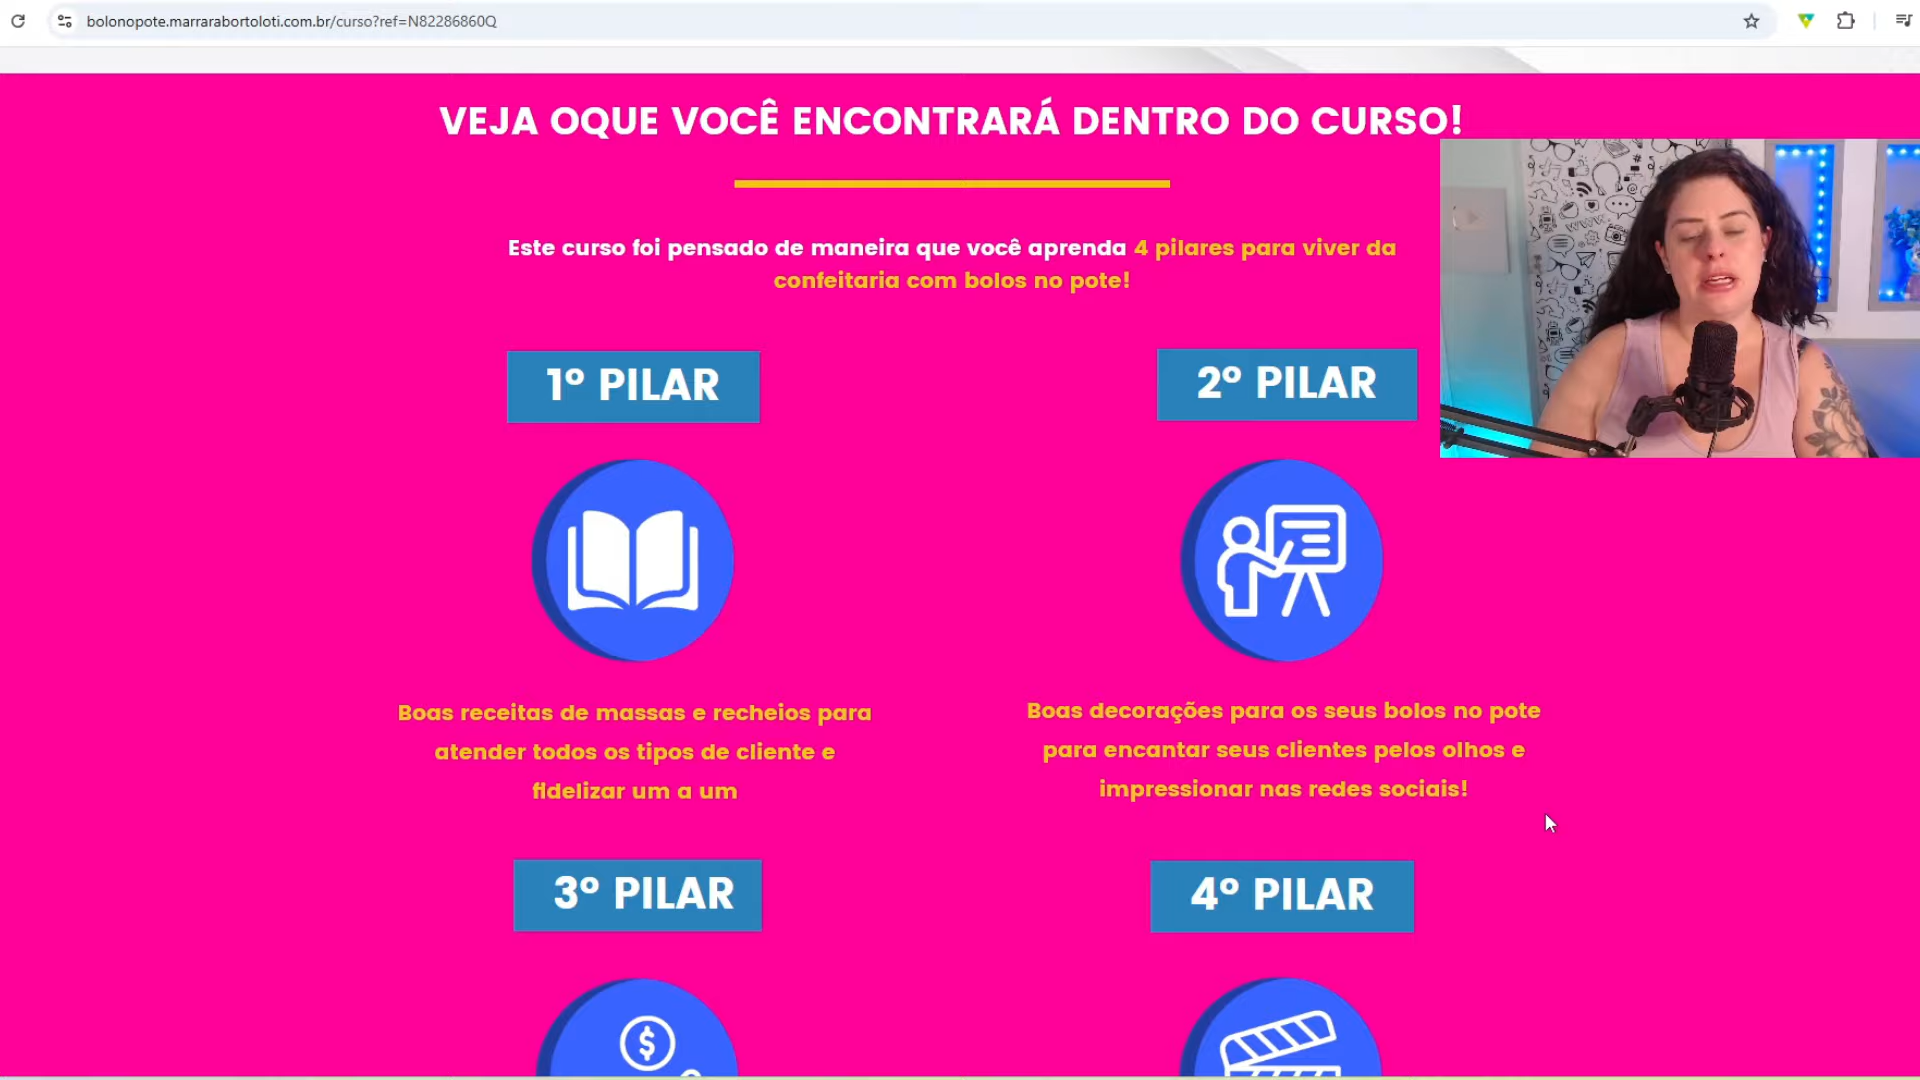 bolonopote.marrarabortoloti.com.br/curso?ref=N82286860Q
VEJA OQUE VOCÊ ENCONTRARÁ DENTRO DO CURSO!
Este curso foi pensado de maneira que você aprenda 4 pilares para viver da
confeitaria com bolos no pote!
1º PILAR
Boas receitas de massas e recheios para
atender todos os tipos de cliente e
fidelizar um a um
2º PILAR
Boas decorações para os seus bolos no pote
para encantar seus clientes pelos olhos e
impressionar nas redes sociais!
3º PILAR
$
4º PILAR